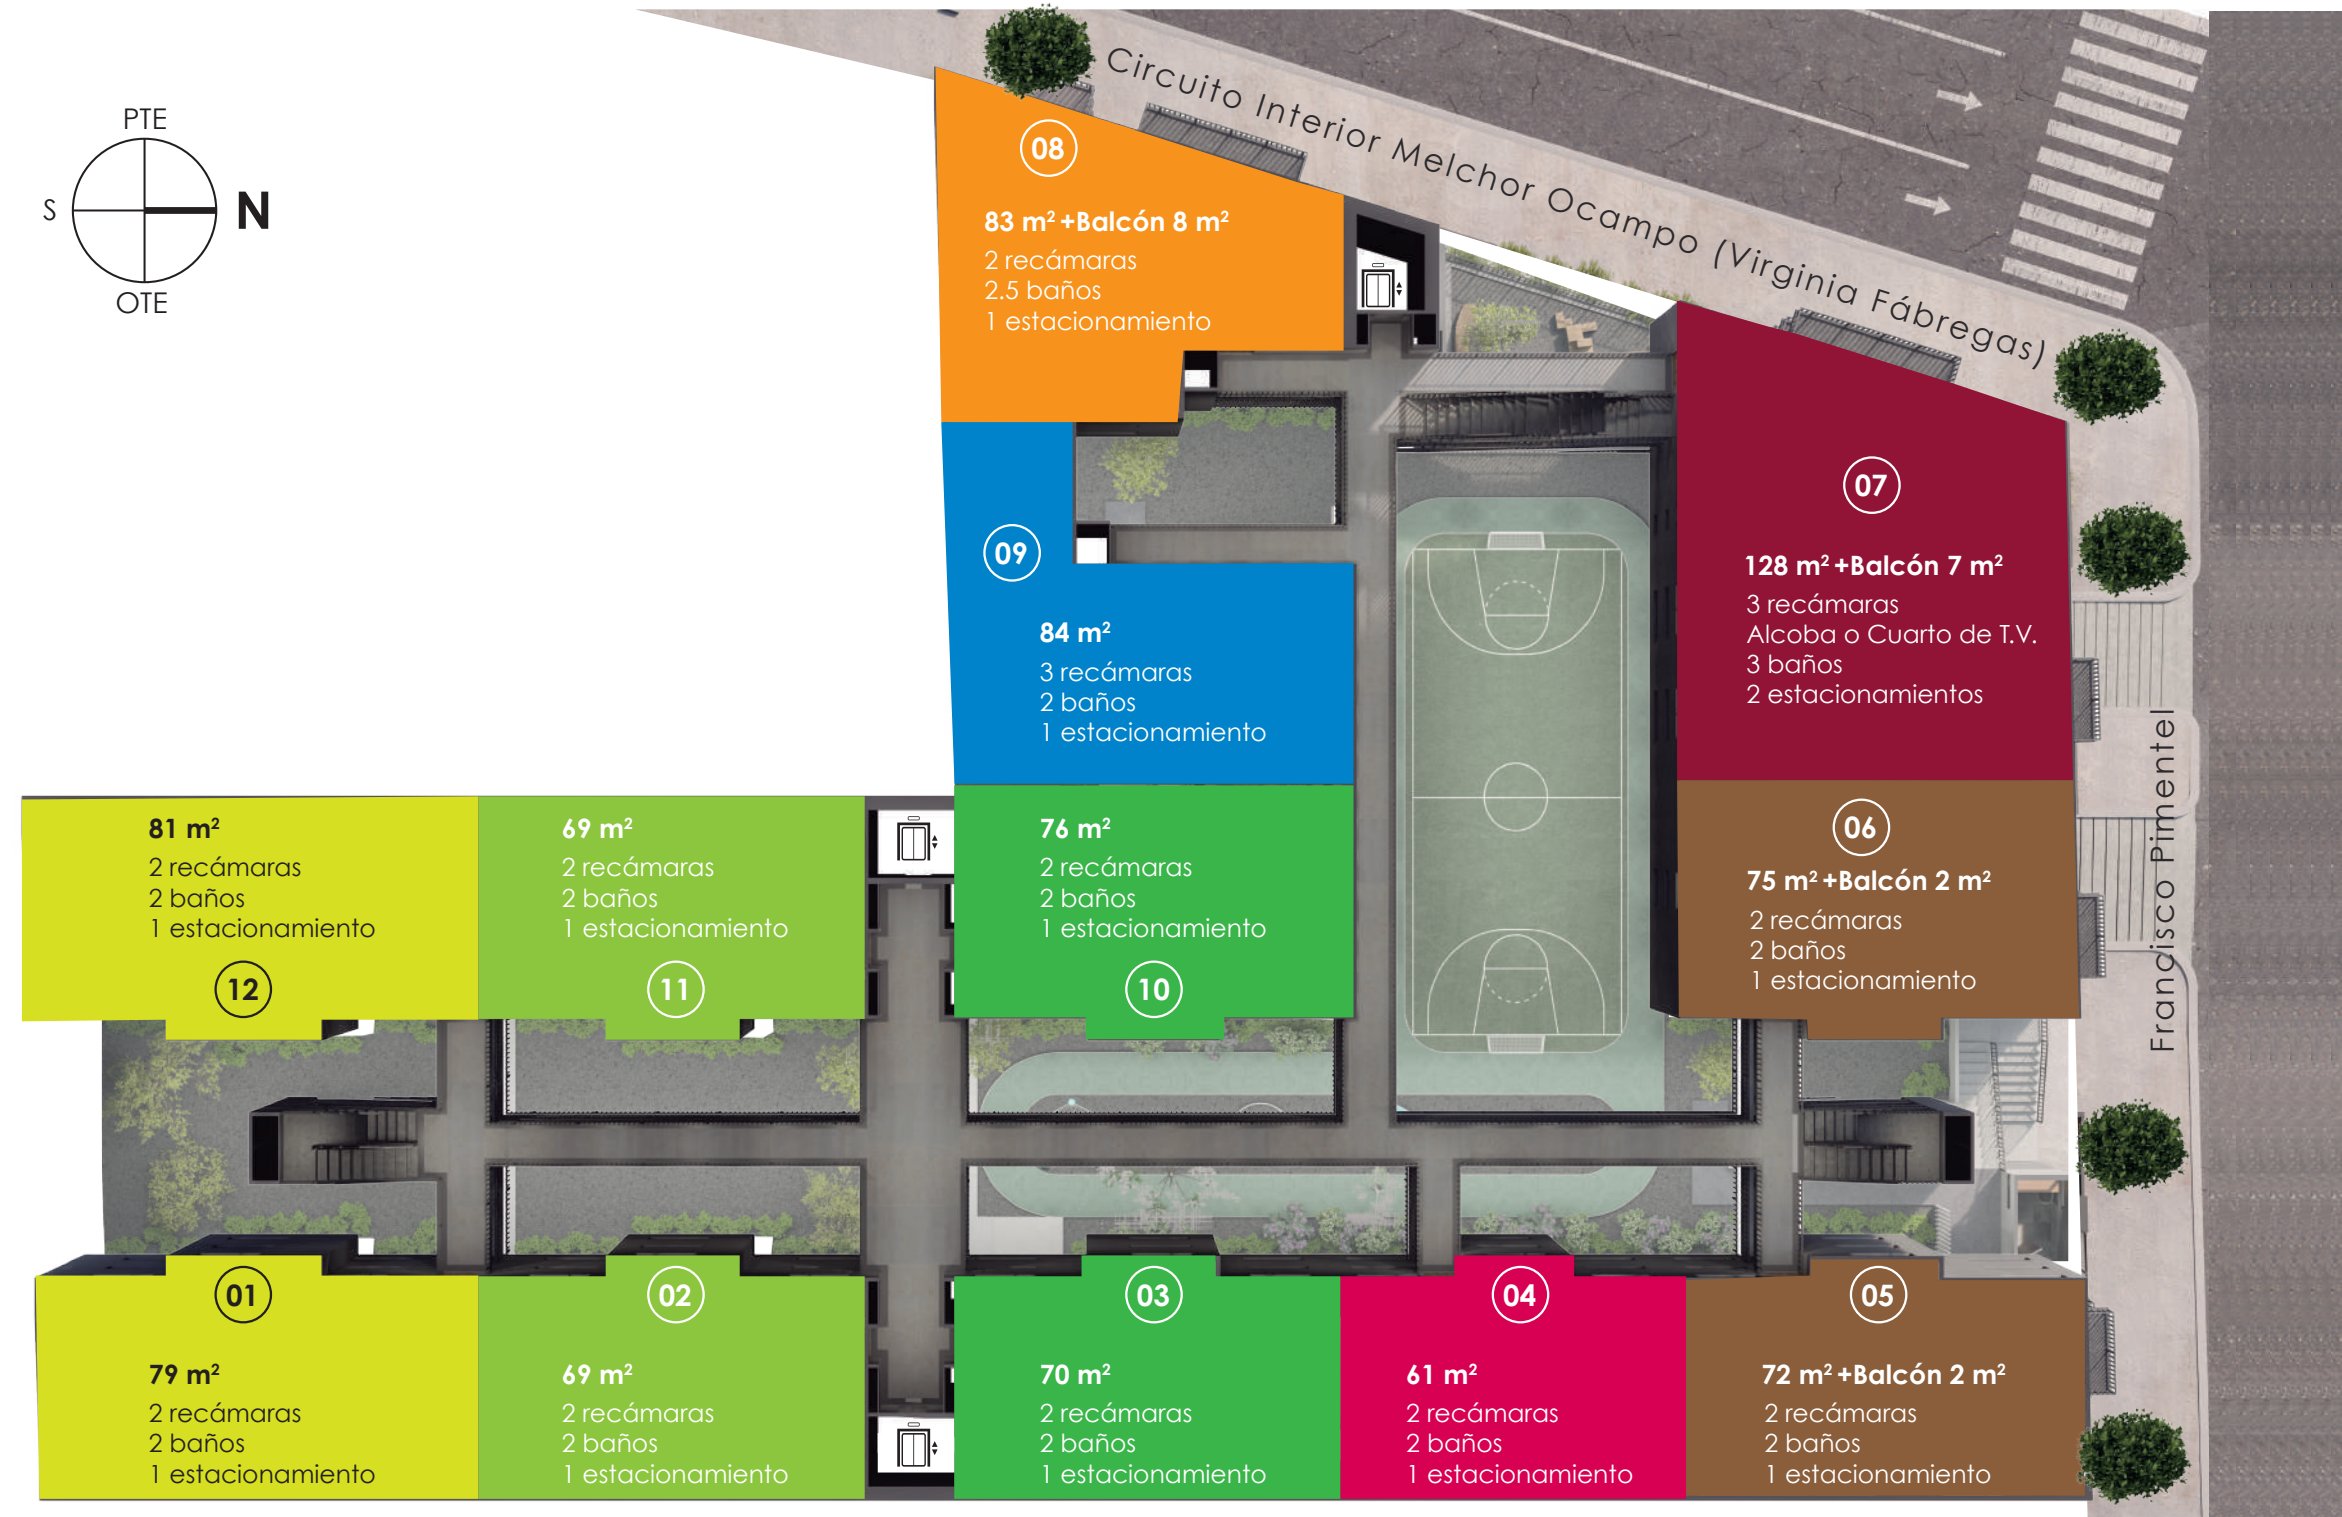 PTE
S
N
OTE
Circuito Interior Melchor Ocampo (Virginia Fábregas)
08
83 m² +Balcón 8 m²
2 recámaras
2.5 baños
1 estacionamiento
07
128 m² +Balcón 7 m²
3 recámaras
Alcoba o Cuarto de T.V.
3 baños
2 estacionamientos
09
84 m²
3 recámaras
2 baños
1 estacionamiento
Francisco Pimentel
81 m²
2 recámaras
2 baños
1 estacionamiento
12
69 m²
2 recámaras
2 baños
1 estacionamiento
11
76 m²
2 recámaras
2 baños
1 estacionamiento
10
06
75 m² +Balcón 2 m²
2 recámaras
2 baños
1 estacionamiento
01
79 m²
2 recámaras
2 baños
1 estacionamiento
02
69 m²
2 recámaras
2 baños
1 estacionamiento
03
70 m²
2 recámaras
2 baños
1 estacionamiento
04
61 m²
2 recámaras
2 baños
1 estacionamiento
05
72 m² +Balcón 2 m²
2 recámaras
2 baños
1 estacionamiento